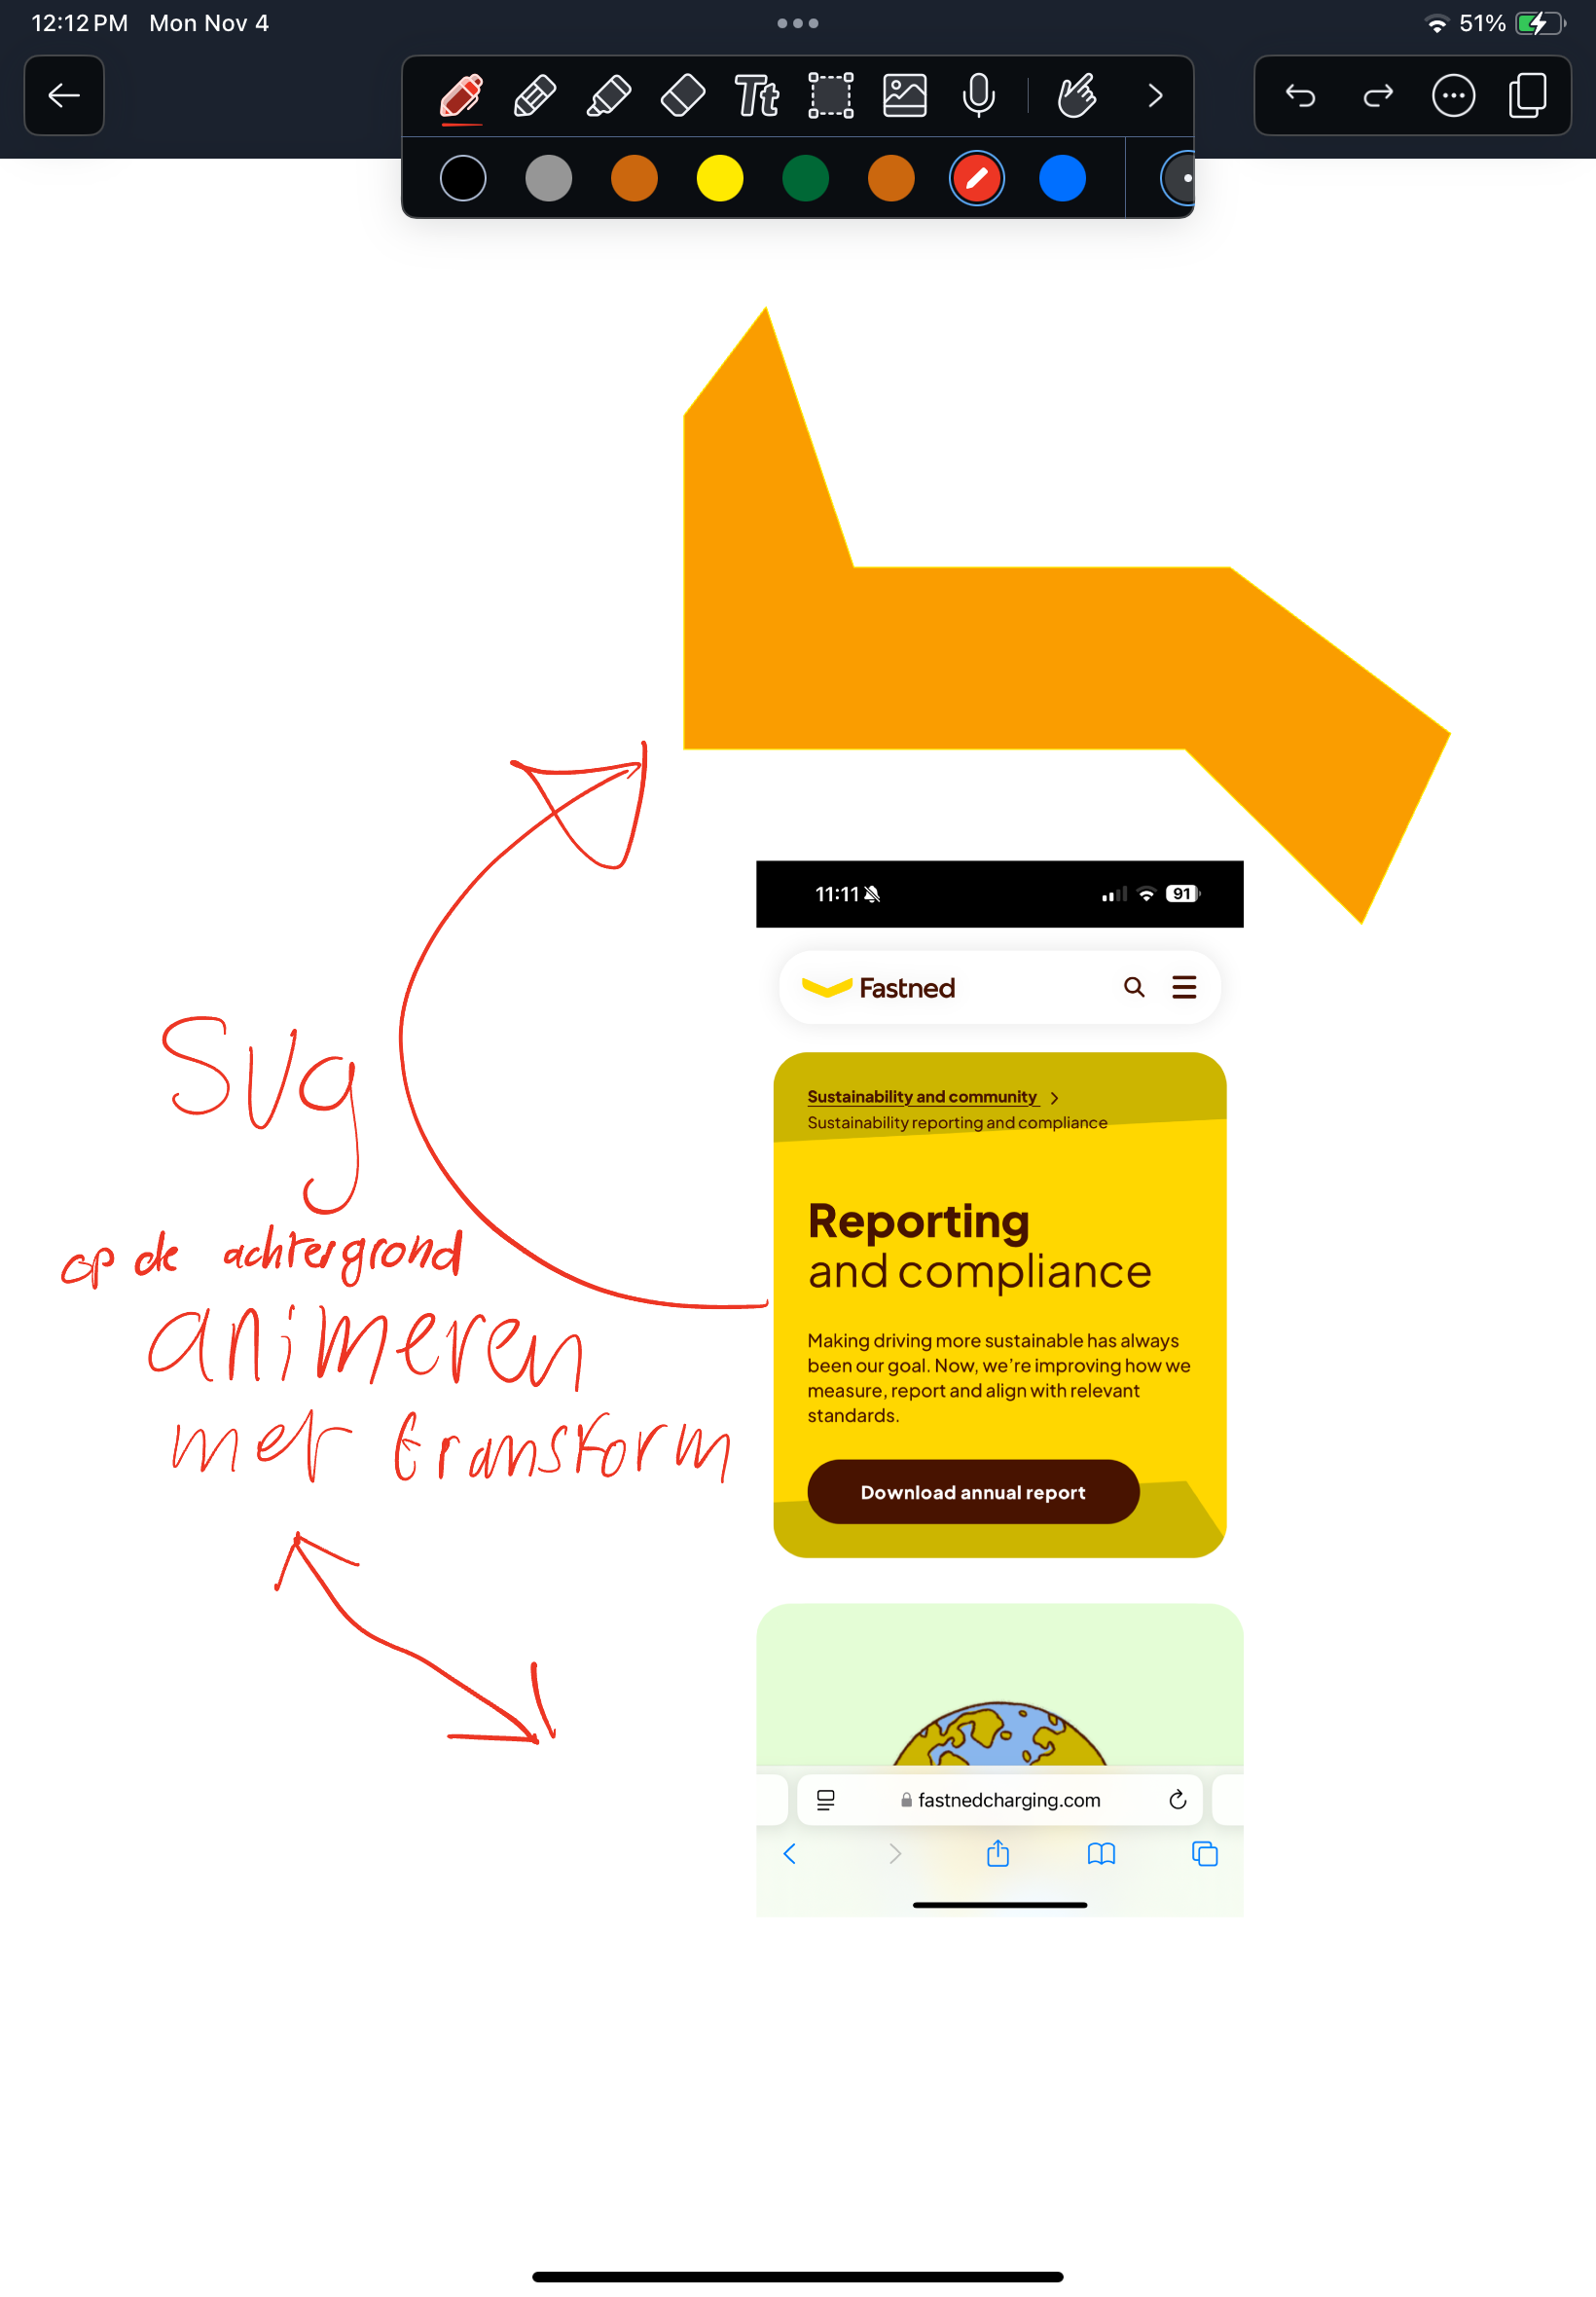 12:12 PM Mon Nov 4
51%
Tt
11:11
91
Fastned
Sustainability and community
Sustainability reporting and compliance
Reporting
and compliance
Making driving more sustainable has always
been our goal. Now, we're improving how we
measure, report and align with relevant
standards.
Download annual report
Svg
op de achtergrond
animeren
met transform
fastnedcharging.com